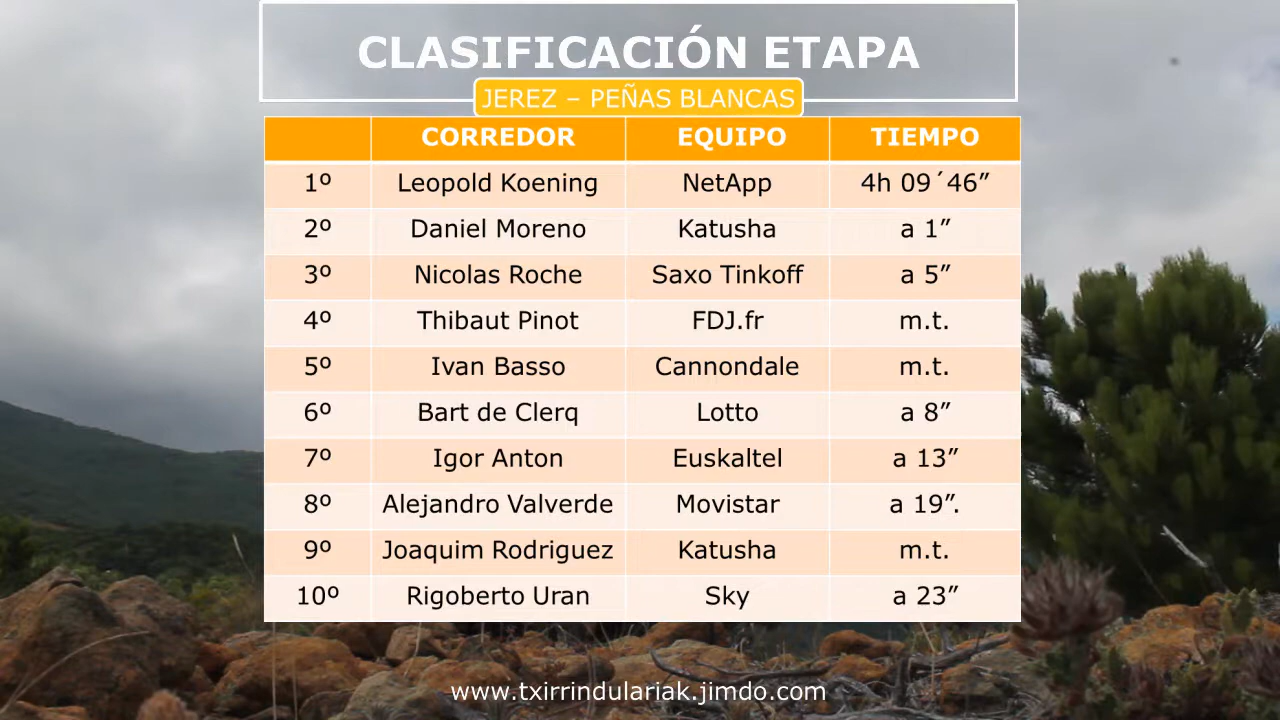 CLASIFICACIÓN ETAPA
JEREZ – PEÑAS BLANCAS
CORREDOR EQUIPO TIEMPO
1º Leopold Koening NetApp 4h 09´46”
2º Daniel Moreno Katusha a 1”
3º Nicolas Roche Saxo Tinkoff a 5”
4º Thibaut Pinot FDJ.fr m.t.
5º Ivan Basso Cannondale m.t.
6º Bart de Clerq Lotto a 8”
7º Igor Anton Euskaltel a 13”
8º Alejandro Valverde Movistar a 19”.
9º Joaquim Rodriguez Katusha m.t.
10º Rigoberto Uran Sky a 23”
www.txirrindulariak.jimdo.com